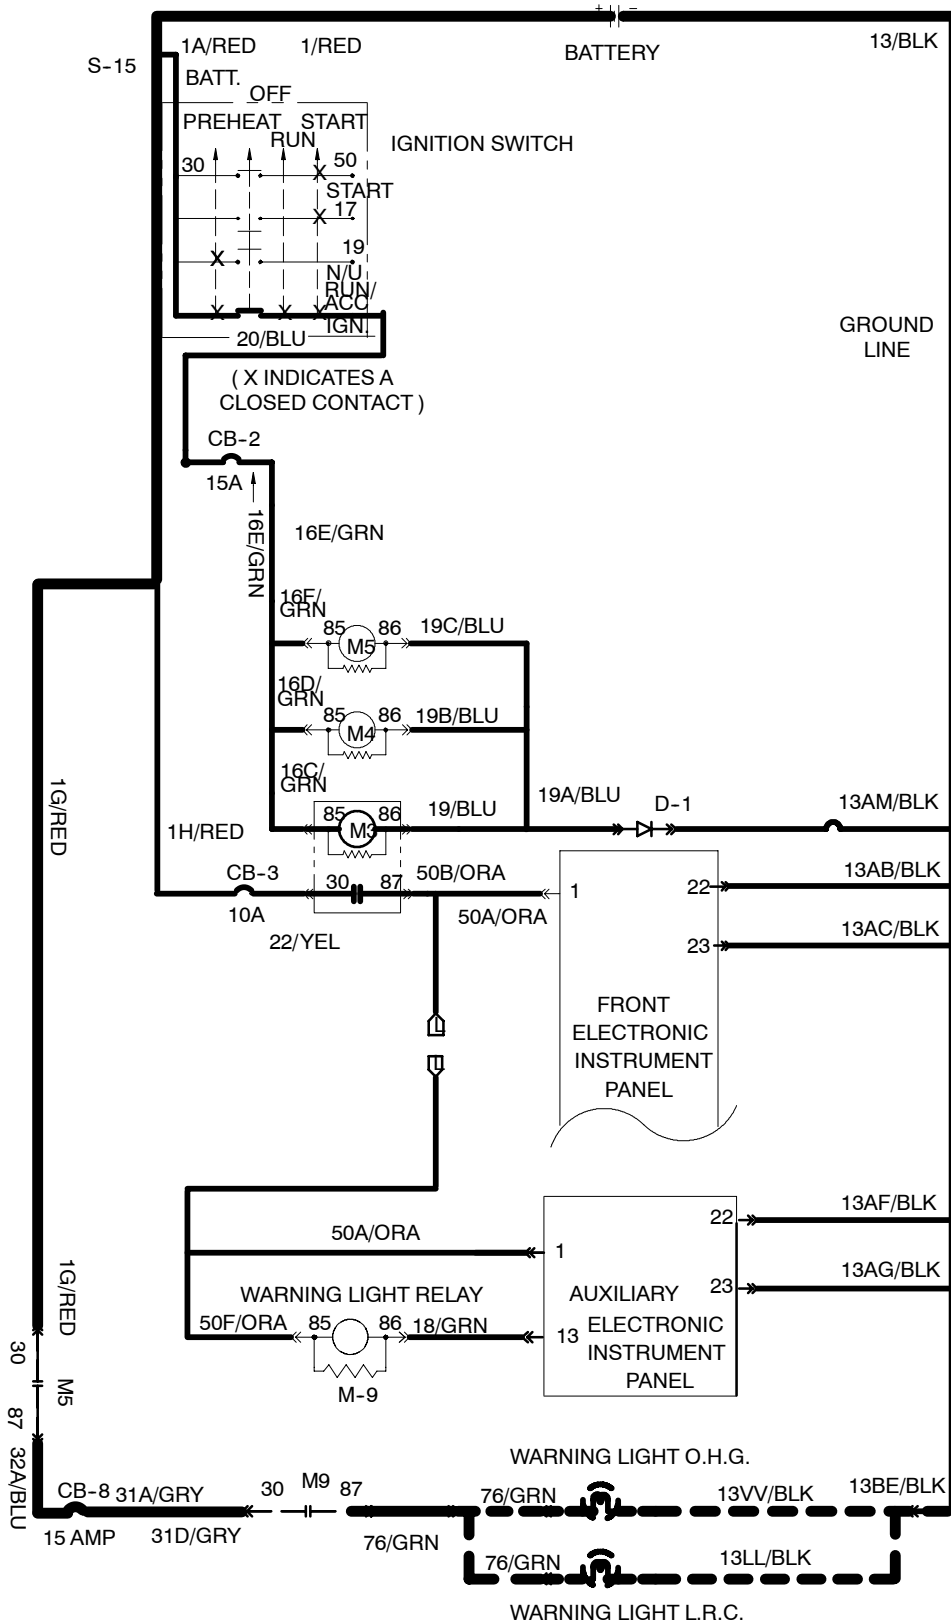 + -
1A/RED
1/RED
BATTERY
13/BLK
S-15
BATT.
OFF
PREHEAT
START
RUN
IGNITION SWITCH
30
50
START
17
19
N/U
RUN/
ACC
IGN.
20/BLU
GROUND
LINE
( X INDICATES A
CLOSED CONTACT )
CB-2
15A
16E/GRN
16E/GRN
16F/
GRN
85
M5
86
19C/BLU
16D/
GRN
85
M4
86
19B/BLU
16C/
GRN
85
M3
86
19/BLU
19A/BLU
D-1
13AM/BLK
1G/RED
1H/RED
CB-3
10A
30
87
50B/ORA
50A/ORA
22/YEL
1
22
13AB/BLK
23
13AC/BLK
FRONT
ELECTRONIC
INSTRUMENT
PANEL
L
L
50A/ORA
1
22
13AF/BLK
23
13AG/BLK
AUXILIARY
ELECTRONIC
INSTRUMENT
PANEL
WARNING LIGHT RELAY
50F/ORA
85
86
18/GRN
13
M-9
1G/RED
30
M5
87
32A/BLU
CB-8
15 AMP
31A/GRY
31D/GRY
30
M9
87
76/GRN
WARNING LIGHT O.H.G.
76/GRN
13VV/BLK
13BE/BLK
76/GRN
13LL/BLK
WARNING LIGHT L.R.C.